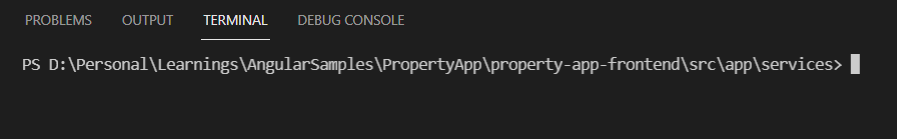 PROBLEMS OUTPUT TERMINAL DEBUG CONSOLE
PS D:\Personal\Learnings\AngularSamples\PropertyApp\property-app-frontend\src\app\services>